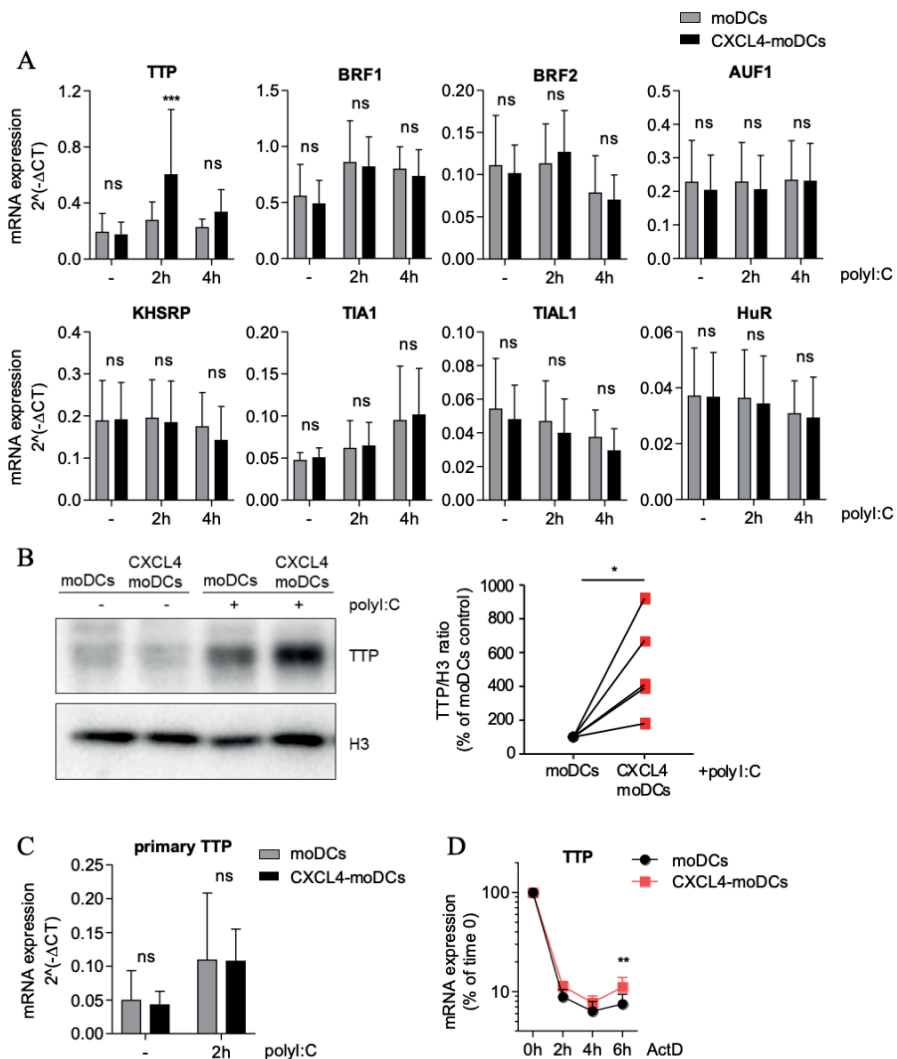 moDCs
CXCL4-moDCs
A
TTP
BRF1
BRF2
AUF1
mRNA expression
2^(-ΔCT)
1.2
0.9
0.6
0.3
0.0
ns
***
ns
-
2h
4h
1.5
1.0
0.5
0.0
ns
ns
ns
-
2h
4h
0.20
0.15
0.10
0.05
0.00
ns
ns
ns
-
2h
4h
0.5
0.4
0.3
0.2
0.1
0.0
ns
ns
ns
-
2h
4h
polyI:C
KHSRP
TIA1
TIAL1
HuR
mRNA expression
2^(-ΔCT)
0.4
0.3
0.2
0.1
0.0
ns
ns
ns
-
2h
4h
0.20
0.15
0.10
0.05
0.00
ns
ns
ns
-
2h
4h
0.10
0.08
0.06
0.04
0.02
0.00
ns
ns
ns
-
2h
4h
0.06
0.04
0.02
0.00
ns
ns
ns
-
2h
4h
polyI:C
B
moDCs
CXCL4
moDCs
moDCs
CXCL4
moDCs
- - + + polyI:C
TTP
H3
TTP/H3 ratio
(% of moDCs control)
1000
800
600
400
200
0
*
moDCs
CXCL4
moDCs
+polyI:C
C
primary TTP
moDCs
CXCL4-moDCs
mRNA expression
2^(-ΔCT)
0.25
0.20
0.15
0.10
0.05
0.00
ns
ns
-
2h
polyI:C
D
TTP
moDCs
CXCL4-moDCs
mRNA expression
(% of time 0)
100
10
**
0h 2h 4h 6h ActD